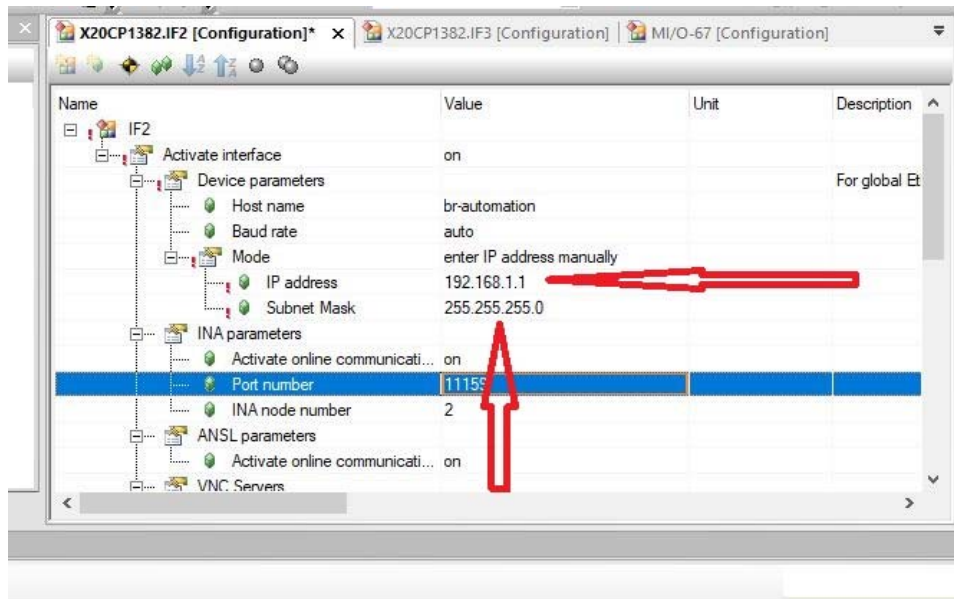 X20CP1382.IF2 [Configuration]* x X20CP1382.IF3 [Configuration] MI/O-67 [Configuration]
Name Value Unit Description
IF2
Activate interface on
Device parameters For global Et
Host name br-automation
Baud rate auto
Mode enter IP address manually
IP address 192.168.1.1
Subnet Mask 255.255.255.0
INA parameters
Activate online communicati... on
Port number 11159
INA node number 2
ANSL parameters
Activate online communicati... on
VNC Servers